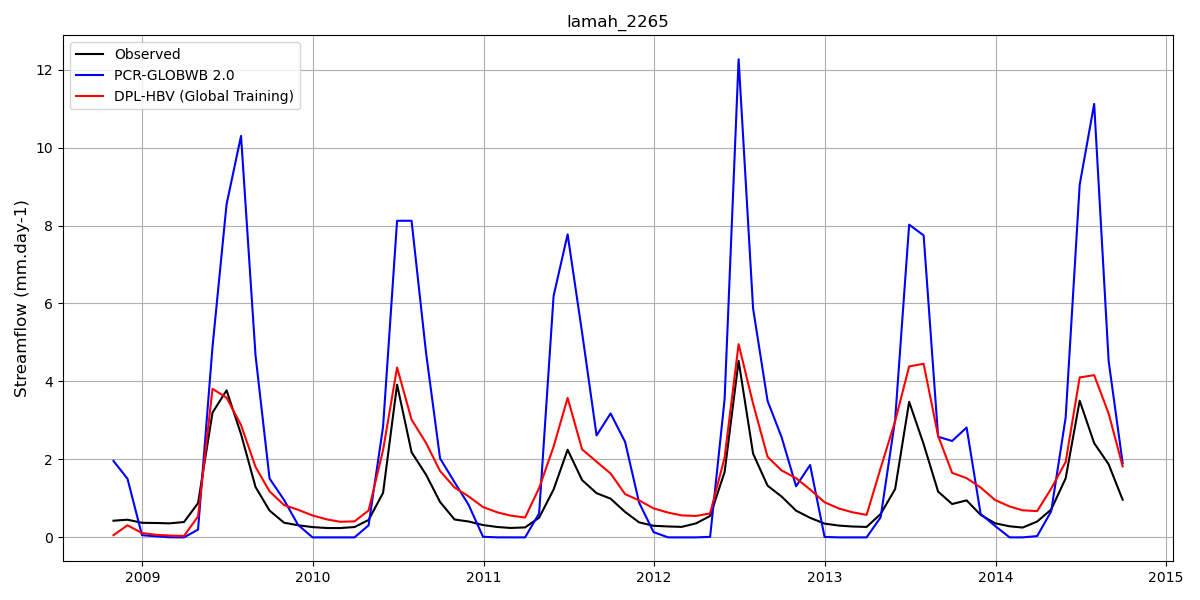 lamah_2265
Observed
PCR-GLOBWB 2.0
DPL-HBV (Global Training)
Streamflow (mm.day-1)
12
10
8
6
4
2
0
2009
2010
2011
2012
2013
2014
2015